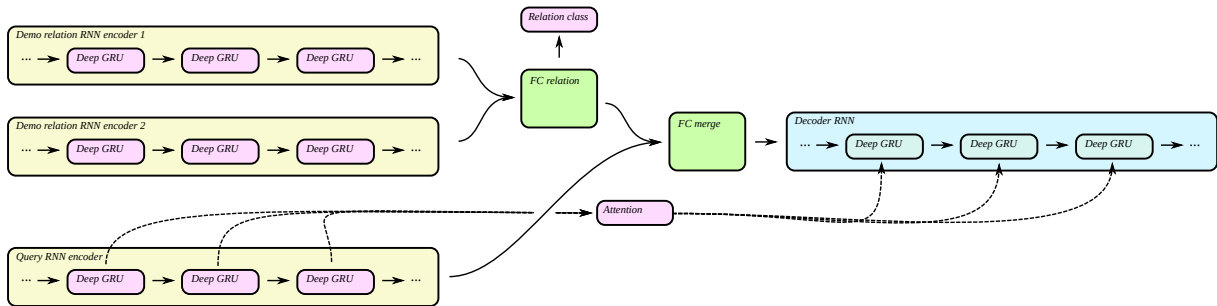 Relation class
Demo relation RNN encoder 1
... Deep GRU Deep GRU Deep GRU ...
FC relation
Demo relation RNN encoder 2
... Deep GRU Deep GRU Deep GRU ...
FC merge
Decoder RNN
... Deep GRU Deep GRU Deep GRU ...
Attention
Query RNN encoder
... Deep GRU Deep GRU Deep GRU ...